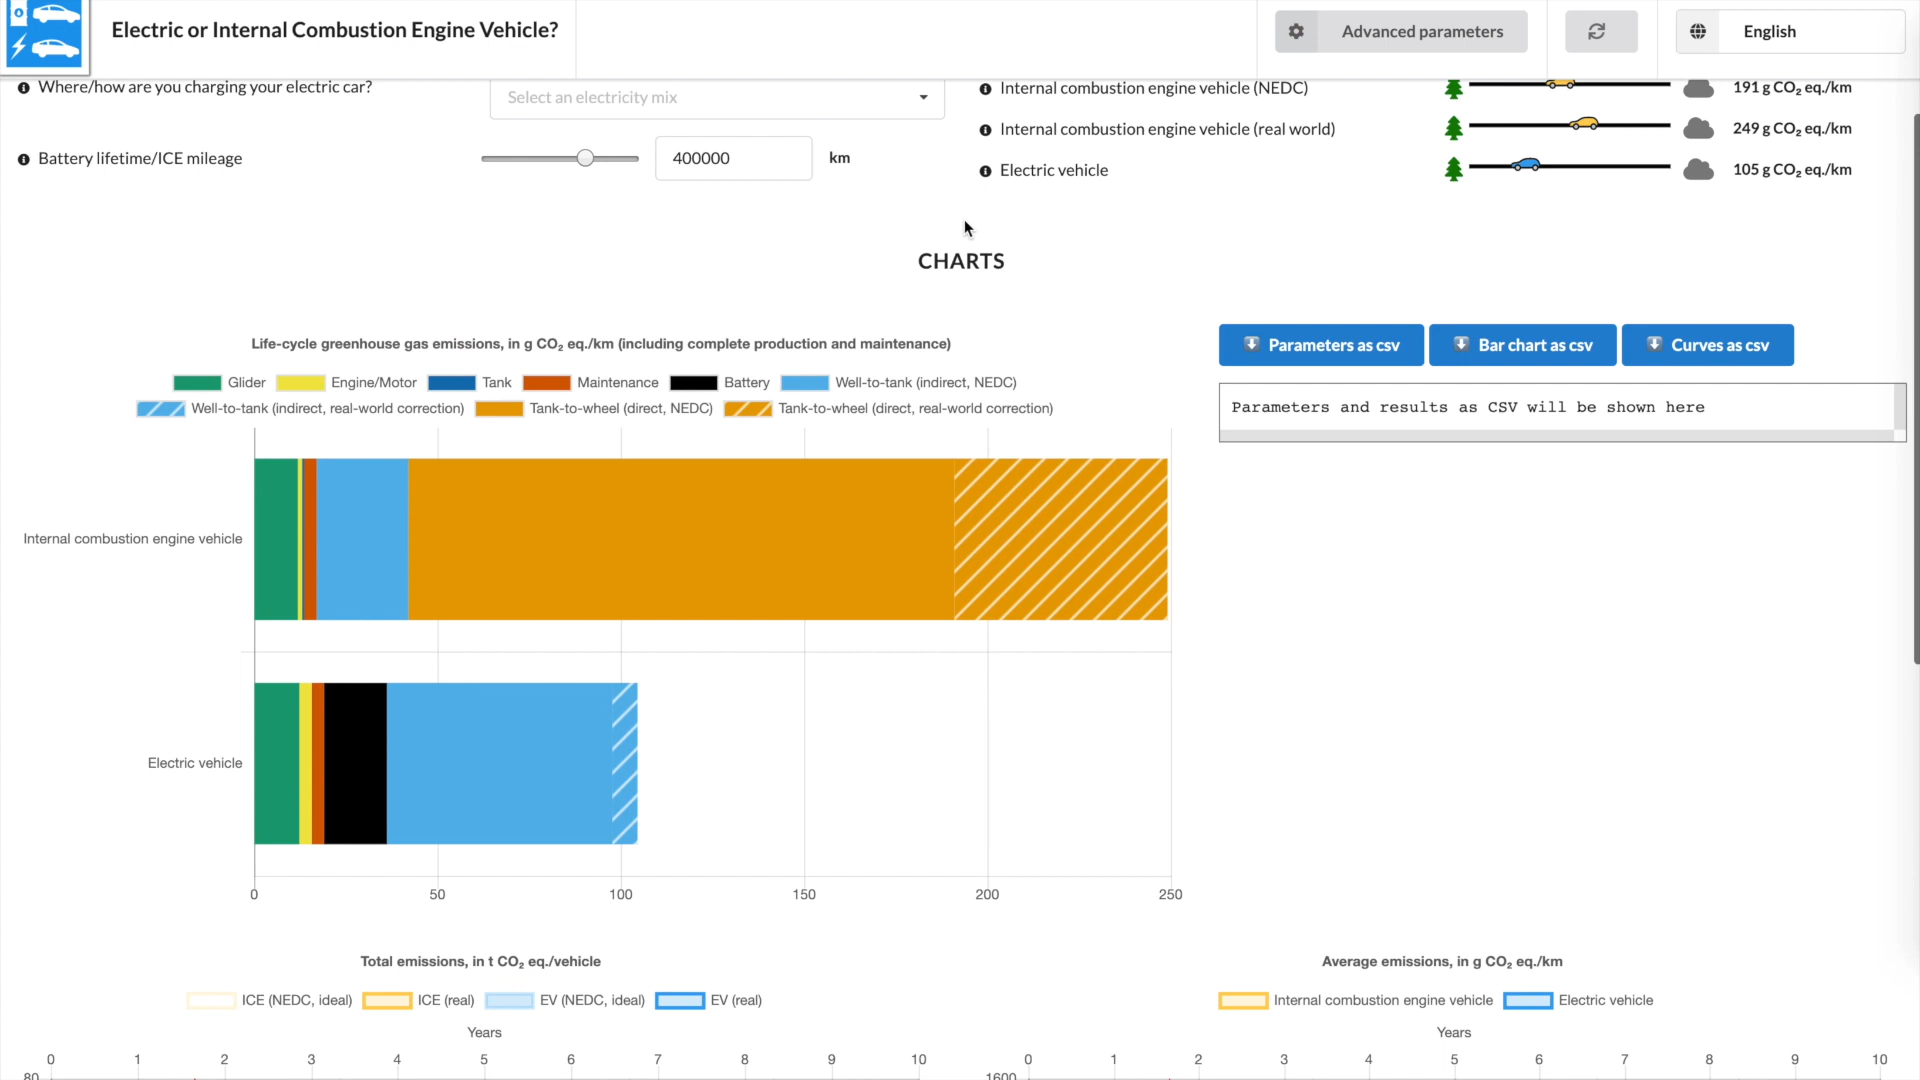 Electric or Internal Combustion Engine Vehicle?
Advanced parameters
English
Where/how are you charging your electric car?
Select an electricity mix
Battery lifetime/ICE mileage
400000
km
Internal combustion engine vehicle (NEDC)
191 g CO₂ eq./km
Internal combustion engine vehicle (real world)
249 g CO₂ eq./km
Electric vehicle
105 g CO₂ eq./km
CHARTS
Life-cycle greenhouse gas emissions, in g CO₂ eq./km (including complete production and maintenance)
Glider
Engine/Motor
Tank
Maintenance
Battery
Well-to-tank (indirect, NEDC)
Well-to-tank (indirect, real-world correction)
Tank-to-wheel (direct, NEDC)
Tank-to-wheel (direct, real-world correction)
Internal combustion engine vehicle
Electric vehicle
0 50 100 150 200 250
Parameters as csv
Bar chart as csv
Curves as csv
Parameters and results as CSV will be shown here
Total emissions, in t CO₂ eq./vehicle
ICE (NEDC, ideal)
ICE (real)
EV (NEDC, ideal)
EV (real)
Years
0 1 2 3 4 5 6 7 8 9 10
80
Average emissions, in g CO₂ eq./km
Internal combustion engine vehicle
Electric vehicle
Years
0 1 2 3 4 5 6 7 8 9 10
1600